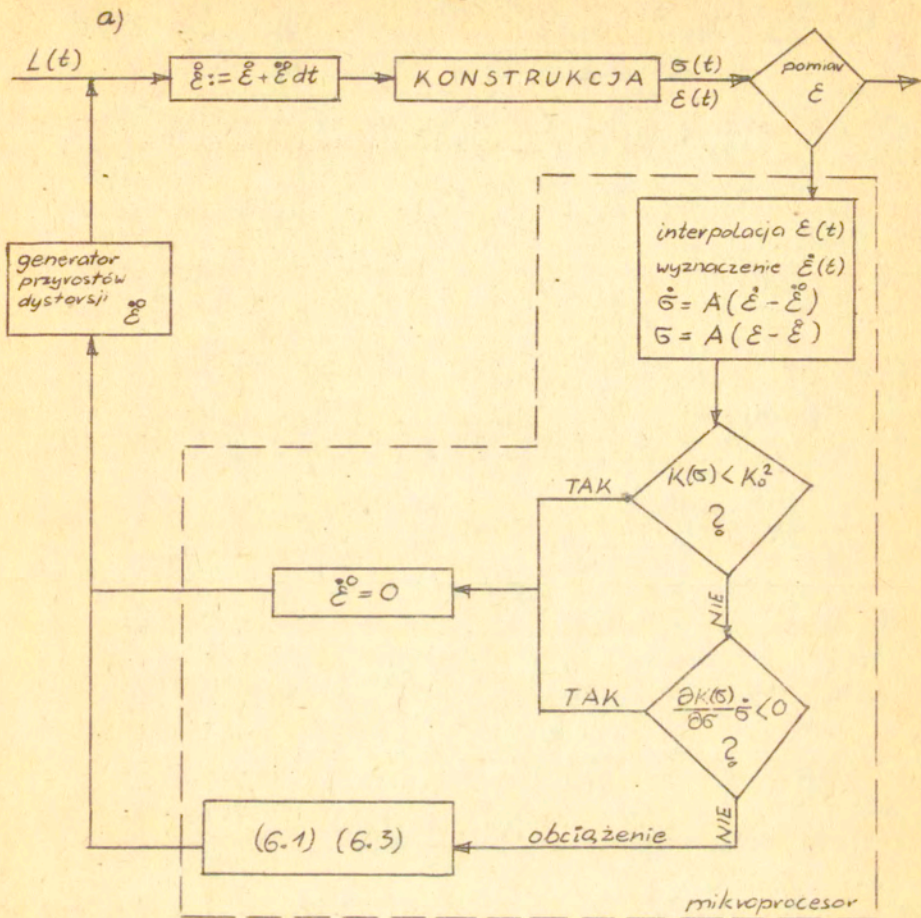 a)
L(t)
ε̊ := ε̊ + ε̊̇ dt
KONSTRUKCJA
σ(t)
ε(t)
pomiar
ε
interpolacja ε(t)
wyznaczenie ε̇(t)
σ̇ = A(ε̇ - ε̊̇)
σ = A(ε - ε̊)
generator
przyrostów
dystorsji
ε̊̇
K(σ) < K₀²
?
TAK
NIE
ε̊̇ = 0
∂K(σ)/∂σ σ̇ < 0
?
TAK
NIE
obciążenie
(6.1) (6.3)
mikroprocesor